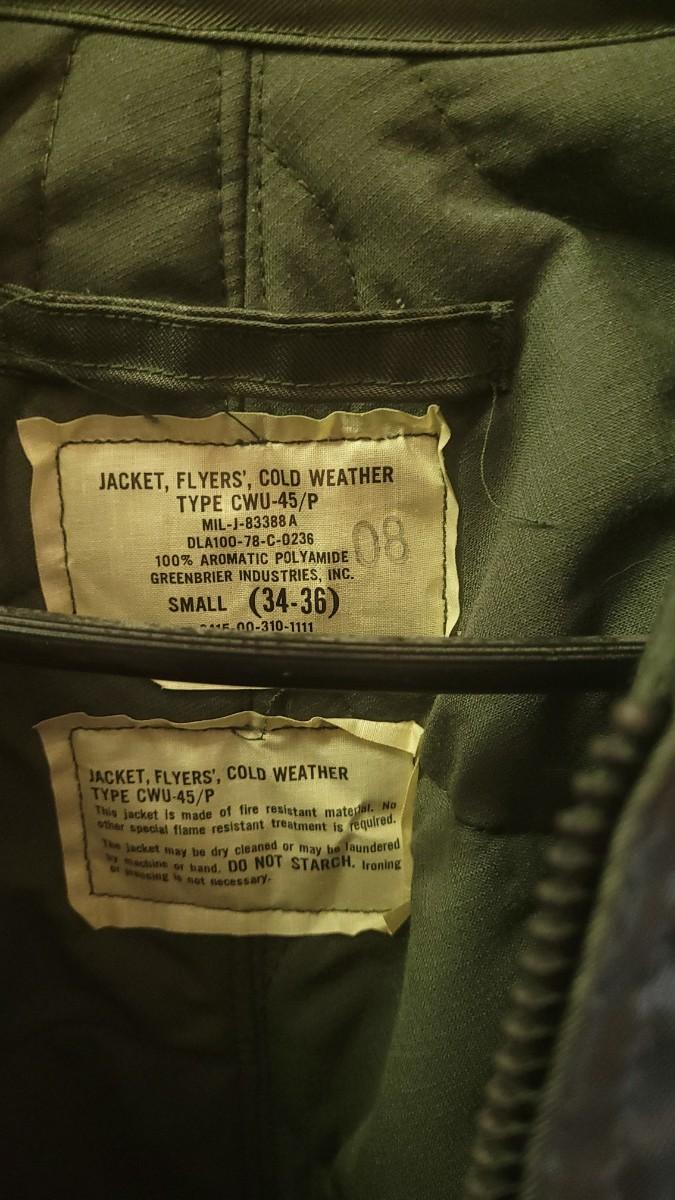 JACKET, FLYERS', COLD WEATHER
TYPE CWU-45/P
MIL-J-83388A
DLA100-78-C-0236
100% AROMATIC POLYAMIDE
08
GREENBRIER INDUSTRIES, INC.
SMALL (34-36)
00-310-1111
JACKET, FLYERS', COLD WEATHER
TYPE CWU-45/P
This jacket is made of fire resistant material. No
other special flame resistant treatment is required.
The jacket may be dry cleaned or may be laundered
by machine or hand. DO NOT STARCH. Ironing
or pressing is not necessary.